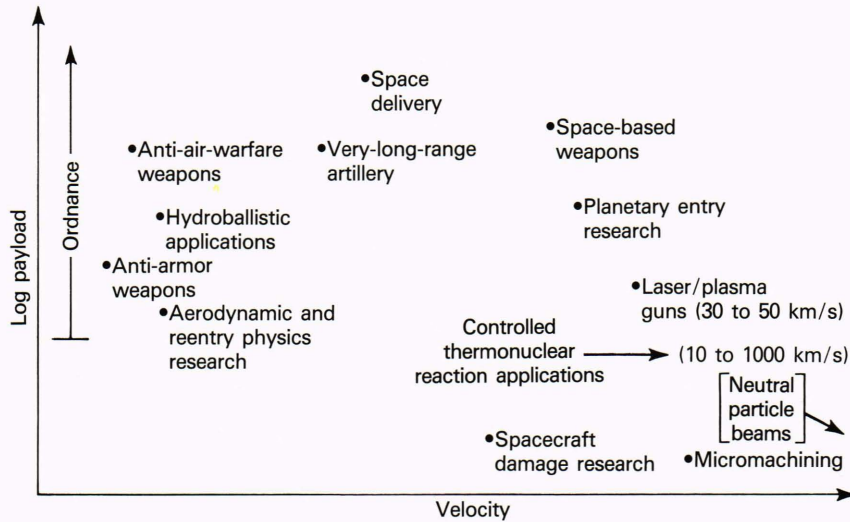 •Space
delivery
•Anti-air-warfare
weapons
•Very-long-range
artillery
•Space-based
weapons
Ordnance
•Hydroballistic
applications
•Planetary entry
research
Log payload
•Anti-armor
weapons
•Aerodynamic and
reentry physics
research
•Laser/plasma
guns (30 to 50 km/s)
Controlled
thermonuclear
reaction applications
(10 to 1000 km/s)
Neutral
particle
beams
•Spacecraft
damage research
•Micromachining
Velocity